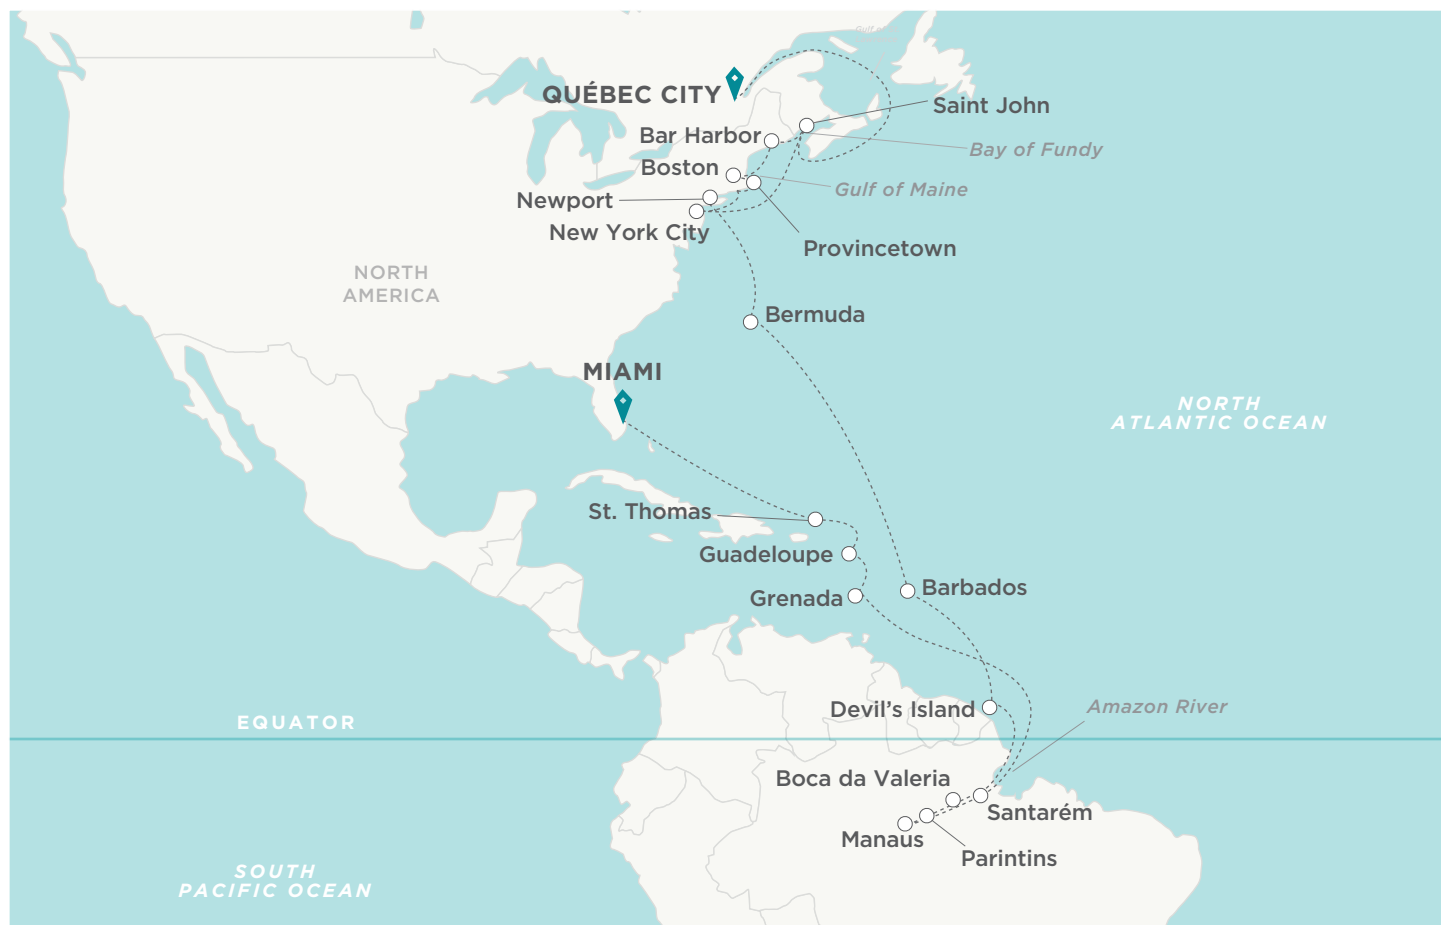 Gulf of
QUÉBEC CITY
Saint John
Bar Harbor
Bay of Fundy
Boston
Gulf of Maine
Newport
New York City
Provincetown
NORTH
AMERICA
Bermuda
MIAMI
NORTH
ATLANTIC OCEAN
St. Thomas
Guadeloupe
Barbados
Grenada
Devil's Island
Amazon River
EQUATOR
Boca da Valeria
Santarém
Manaus
Parintins
SOUTH
PACIFIC OCEAN